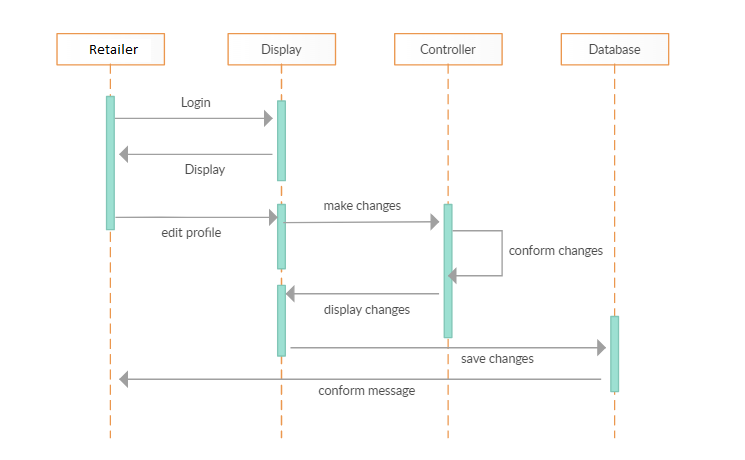 Retailer
Display
Controller
Database
Login
Display
make changes
edit profile
conform changes
display changes
save changes
conform message